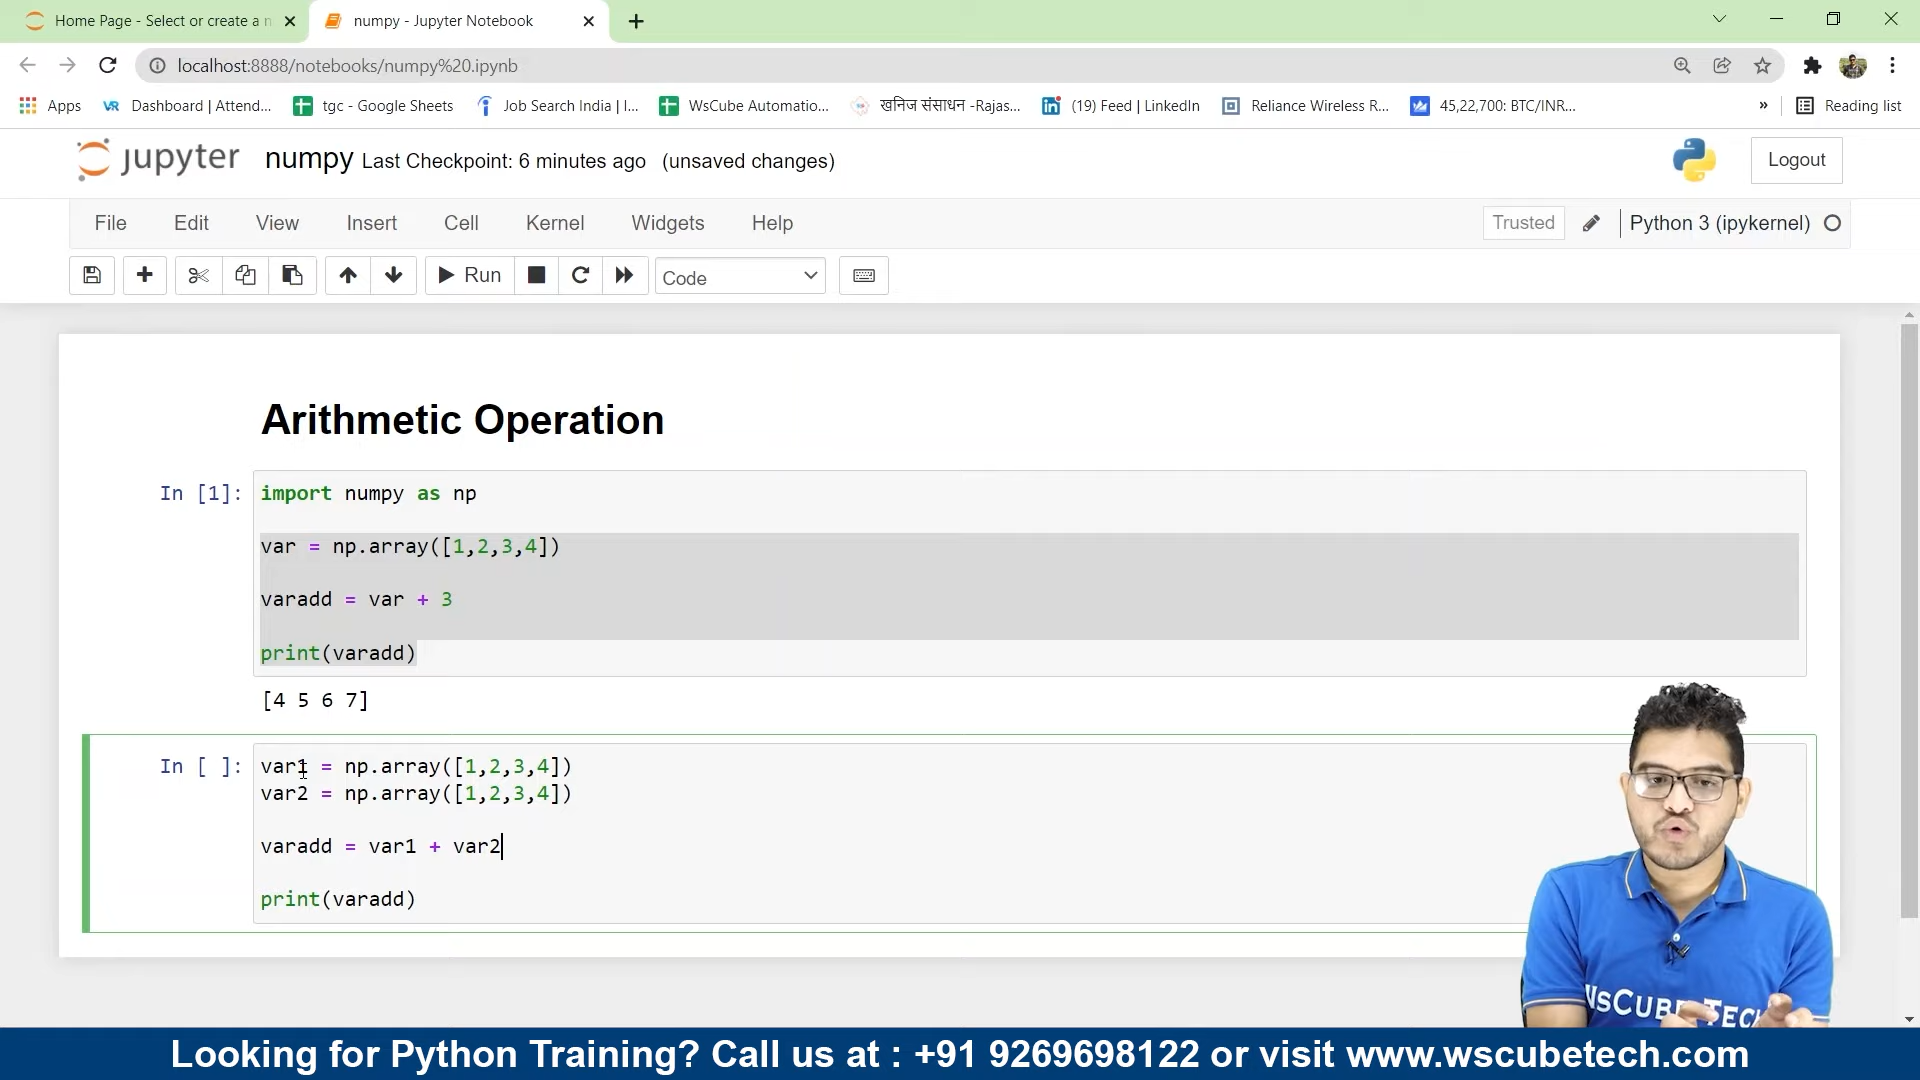 Home Page - Select or create a n
numpy - Jupyter Notebook
localhost:8888/notebooks/numpy%20.ipynb
Apps
Dashboard | Attend...
tgc - Google Sheets
Job Search India | I...
WsCube Automatio...
खनिज संसाधन -Rajas...
(19) Feed | LinkedIn
Reliance Wireless R...
45,22,700: BTC/INR...
»
Reading list
jupyter numpy Last Checkpoint: 6 minutes ago (unsaved changes)
Logout
File Edit View Insert Cell Kernel Widgets Help
Trusted
Python 3 (ipykernel)
Run
Code
Arithmetic Operation
In [1]: import numpy as np
var = np.array([1,2,3,4])
varadd = var + 3
print(varadd)
[4 5 6 7]
In [ ]: var1 = np.array([1,2,3,4])
var2 = np.array([1,2,3,4])
varadd = var1 + var2
print(varadd)
WsCube Tech
Looking for Python Training? Call us at : +91 9269698122 or visit www.wscubetech.com